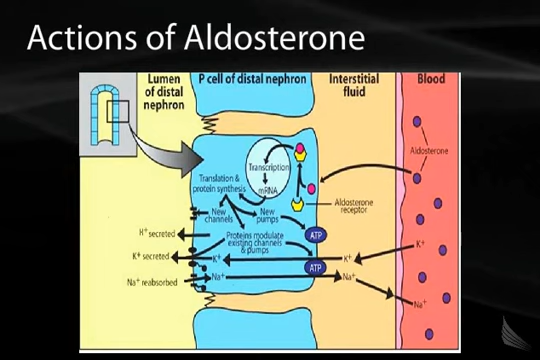 Actions of Aldosterone
Lumen
of distal
nephron
P cell of distal nephron
Interstitial
fluid
Blood
Transcription
mRNA
Translation &
protein synthesis
New
channels
New
pumps
Proteins modulate
existing channels
& pumps
Aldosterone
receptor
Aldosterone
ATP
ATP
K+ secreted
K+ secreted
Na+ reabsorbed
K+
Na+
K+
Na+
K+
Na+